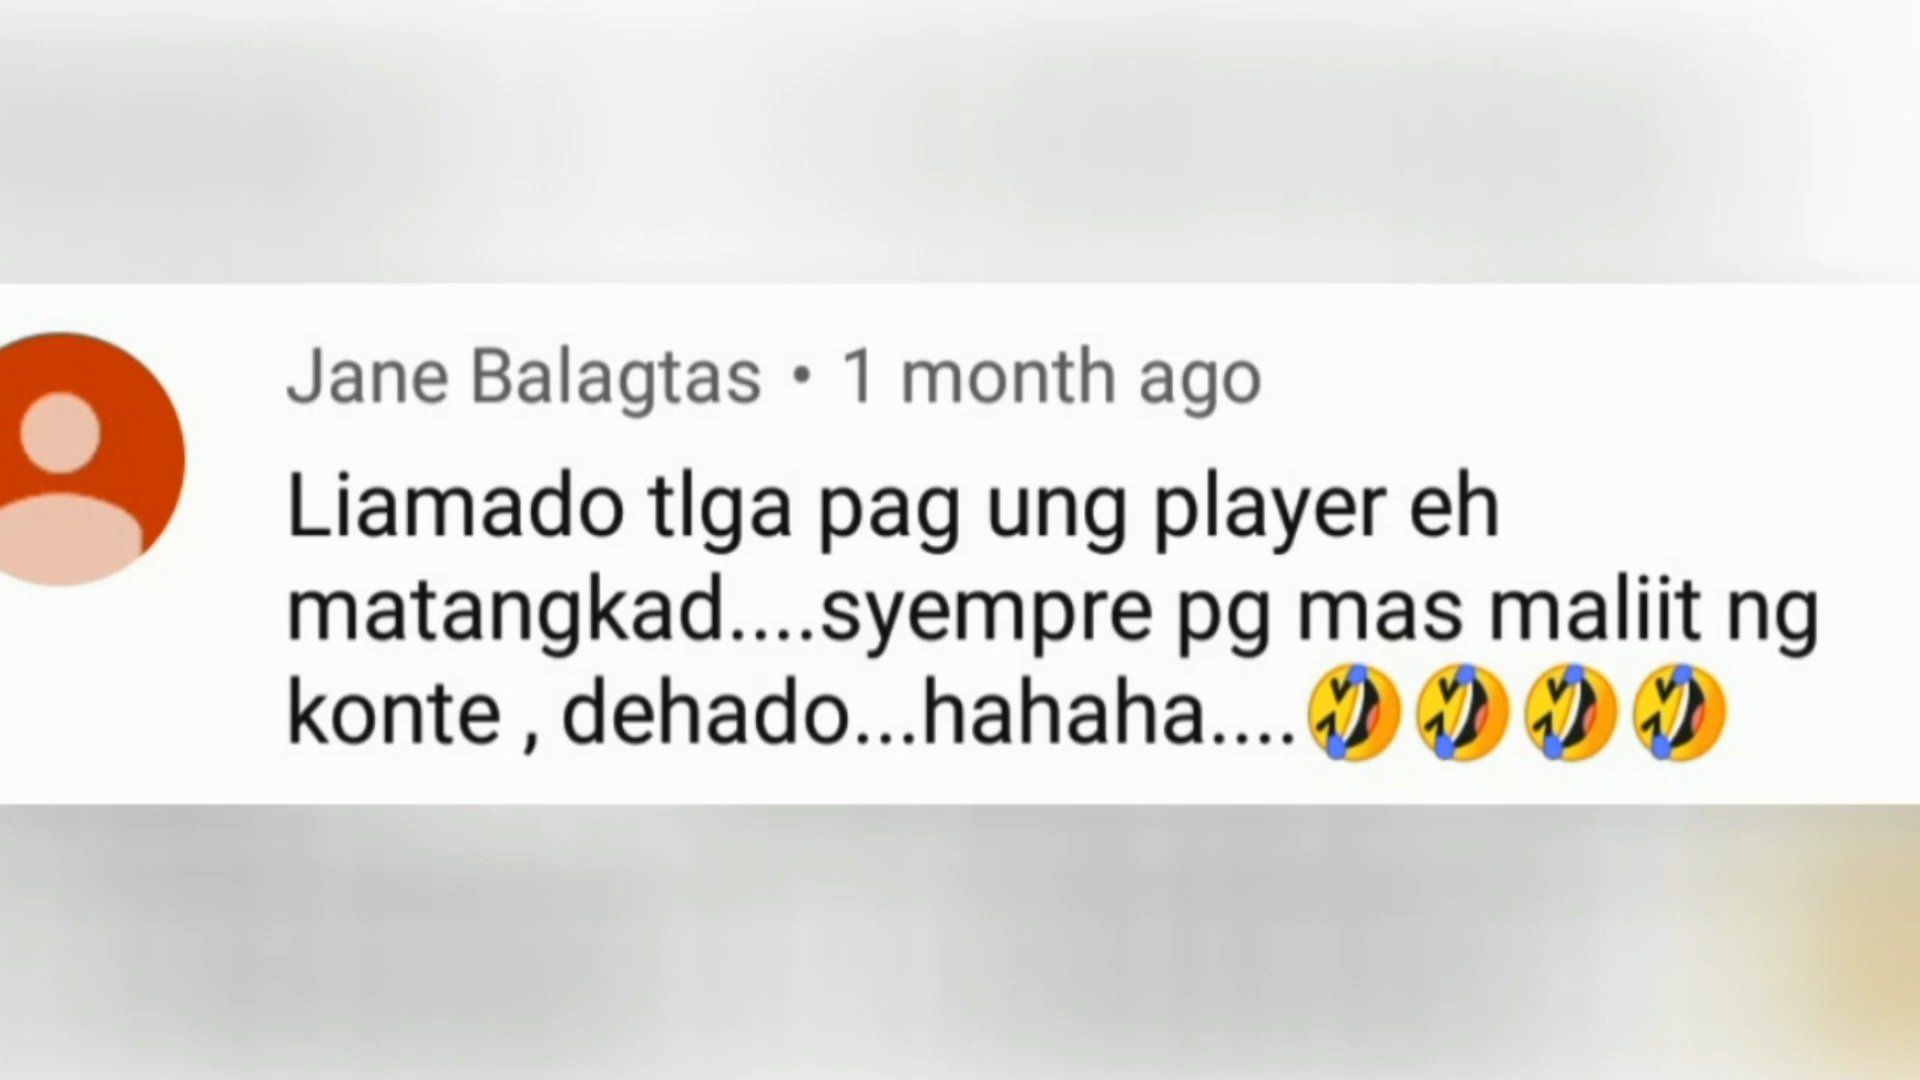 Jane Balagtas • 1 month ago
Liamado tlga pag ung player eh
matangkad....syempre pg mas maliit ng
konte , dehado...hahaha....🤣🤣🤣🤣